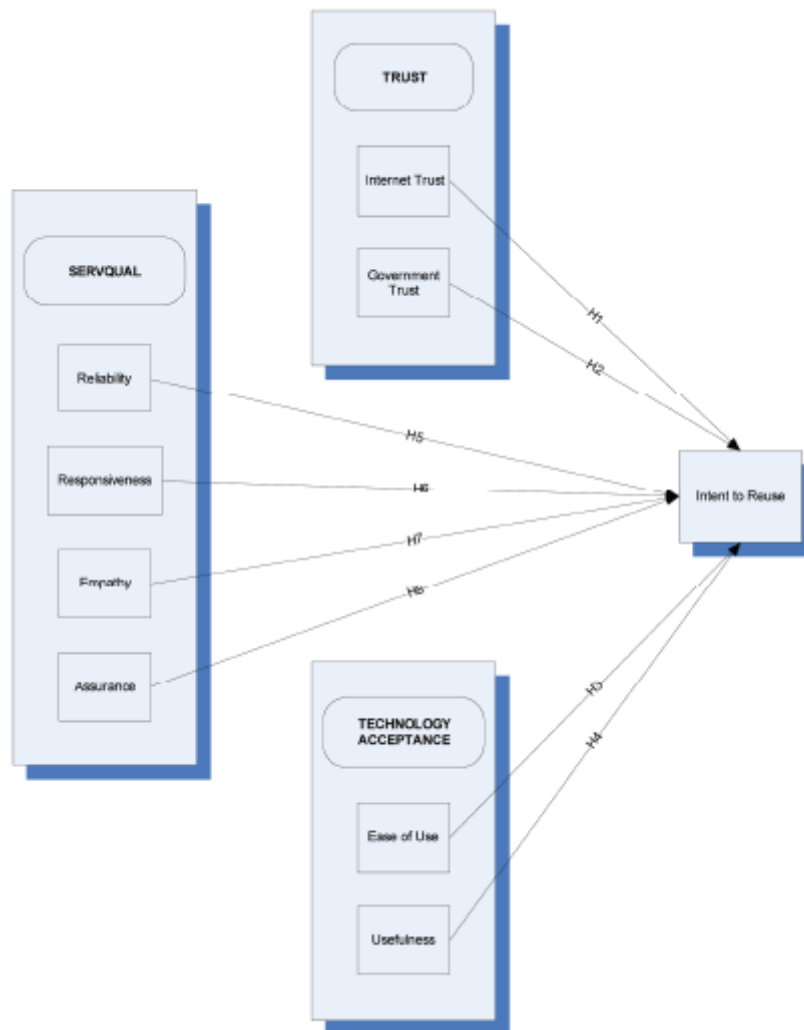 TRUST
Internet Trust
Government
Trust
H1
H2
SERVQUAL
Reliability
Responsiveness
Empathy
Assurance
H5
H6
H7
H8
Intent to Reuse
TECHNOLOGY
ACCEPTANCE
Ease of Use
Usefulness
H3
H4